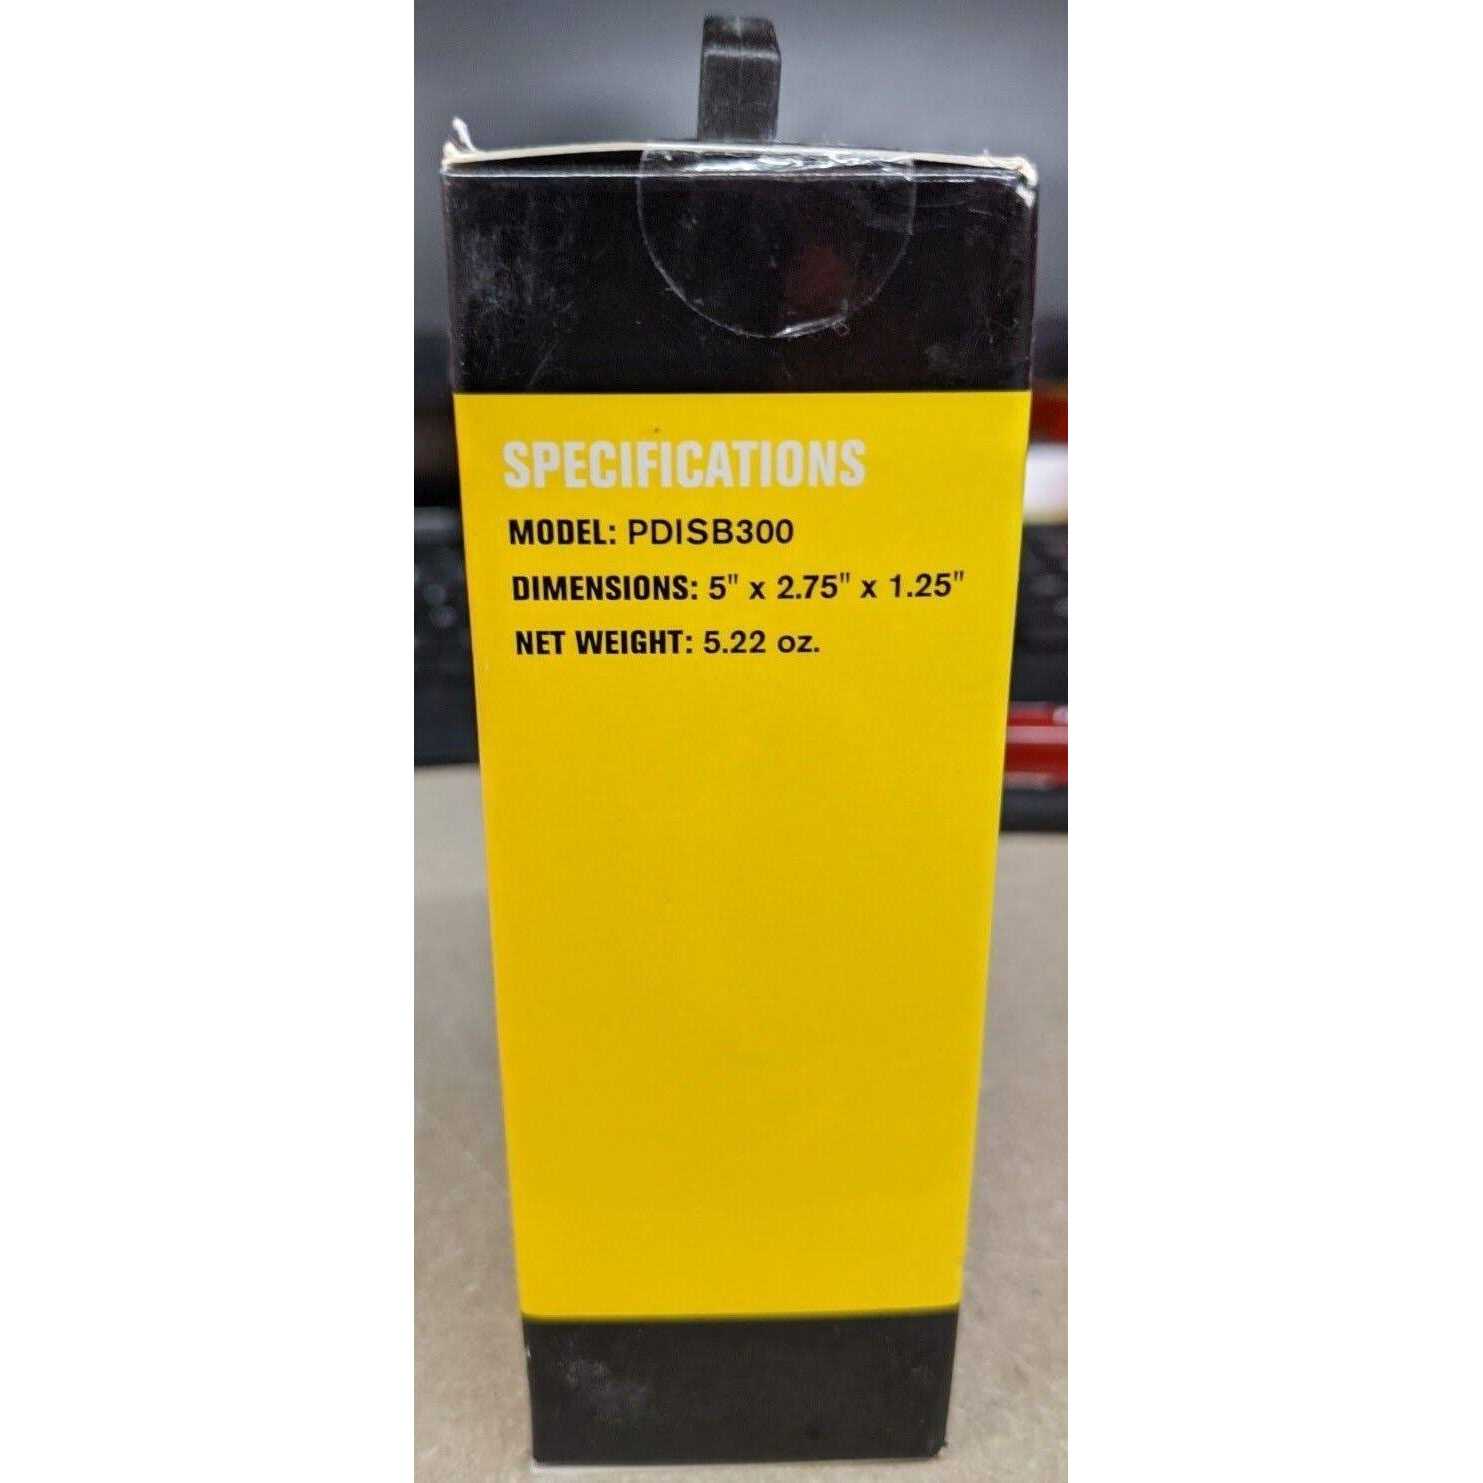 SPECIFICATIONS
MODEL: PDISB300
DIMENSIONS: 5" x 2.75" x 1.25"
NET WEIGHT: 5.22 oz.